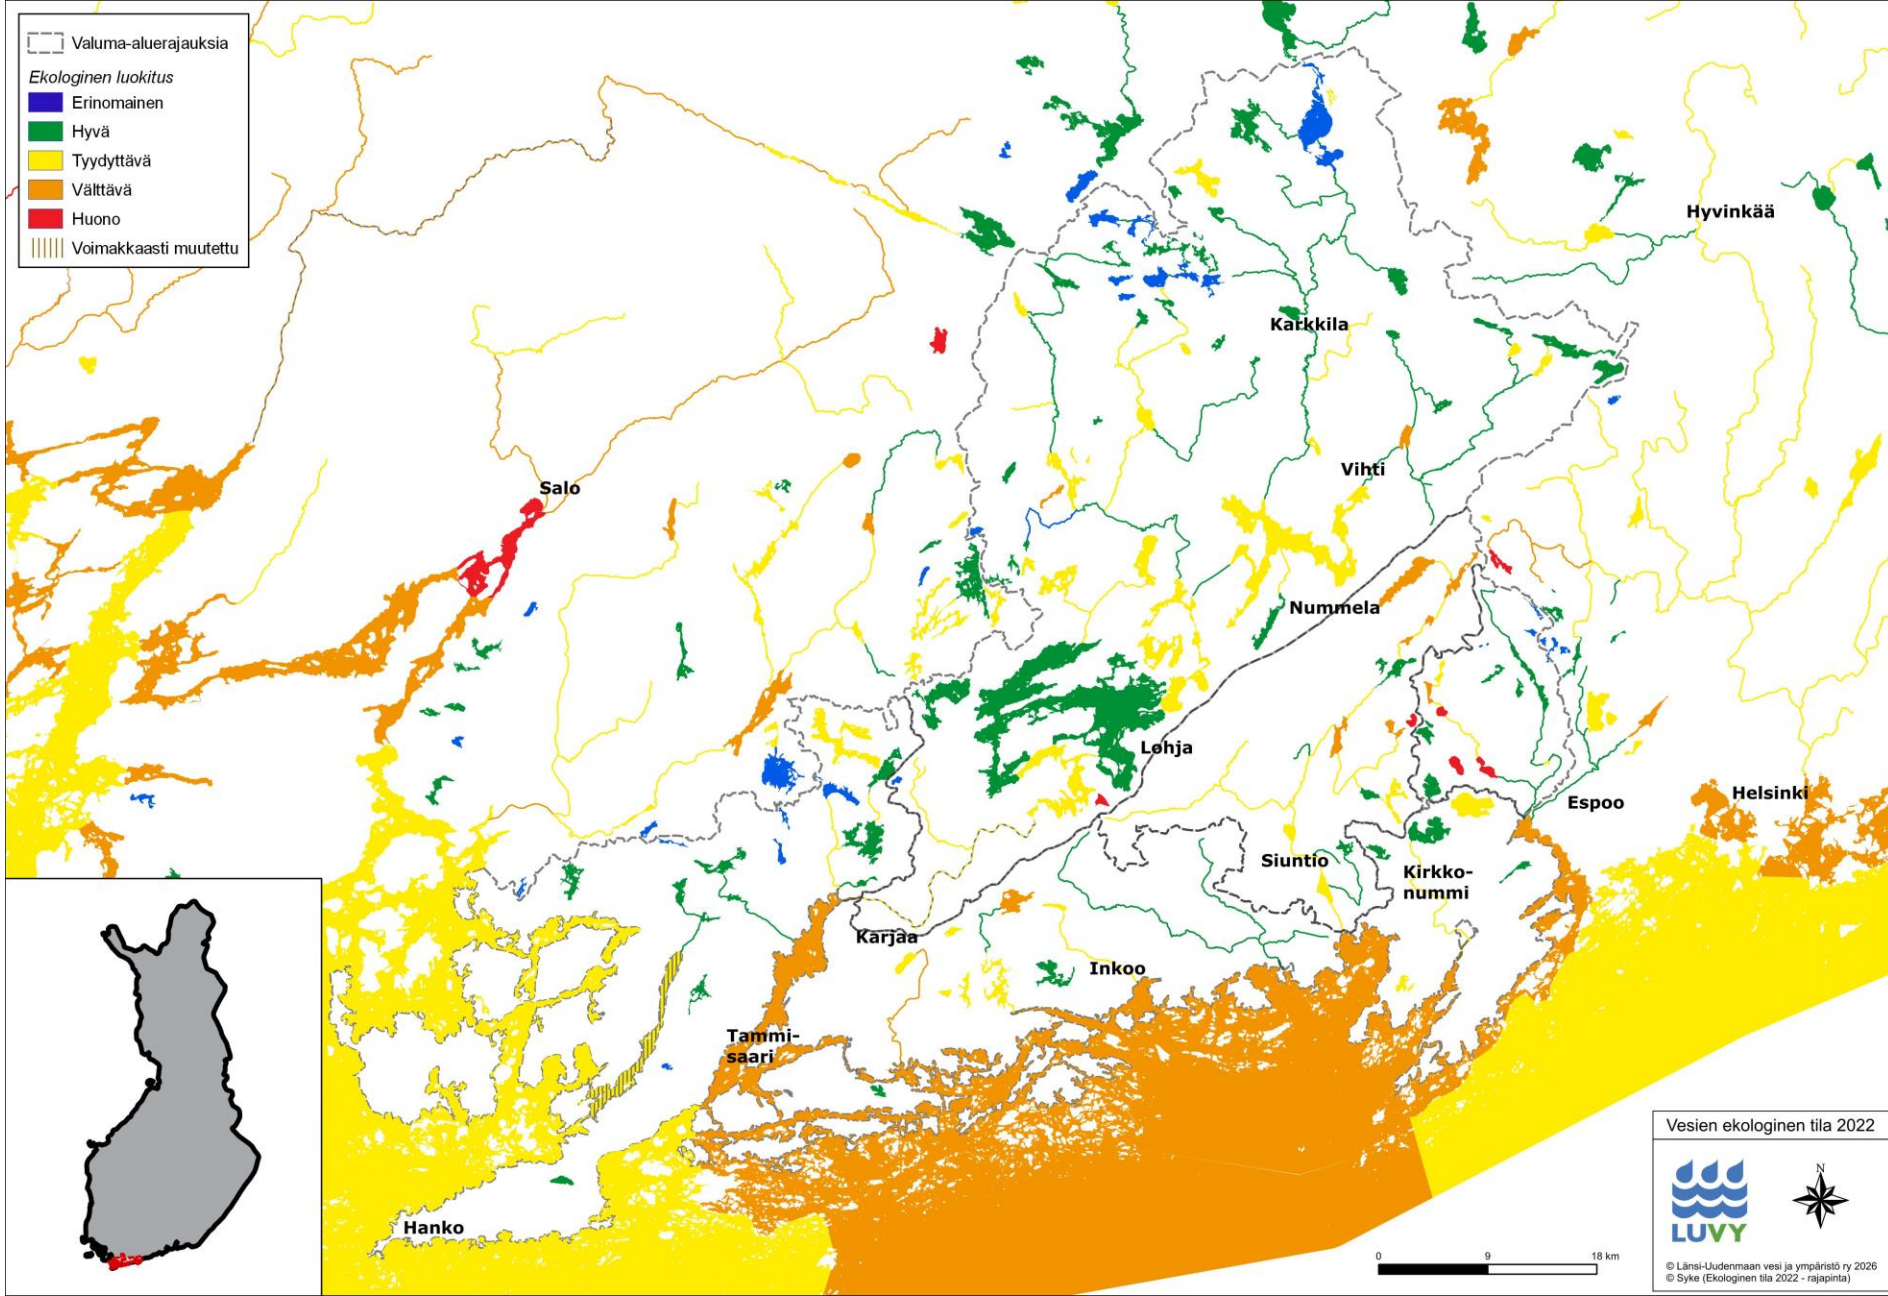 Valuma-aluerajauksia
Ekologinen luokitus
Erinomainen
Hyvä
Tyydyttävä
Välttävä
Huono
Voimakkaasti muutettu
Hyvinkää
Karkkila
Vihti
Salo
Nummela
Lohja
Helsinki
Espoo
Siuntio
Kirkko-
nummi
Karjaa
Inkoo
Tammi-
saari
Hanko
Vesien ekologinen tila 2022
N
LUVY
0 9 18 km
© Länsi-Uudenmaan vesi ja ympäristö ry 2026
© Syke (Ekologinen tila 2022 - rajapinta)